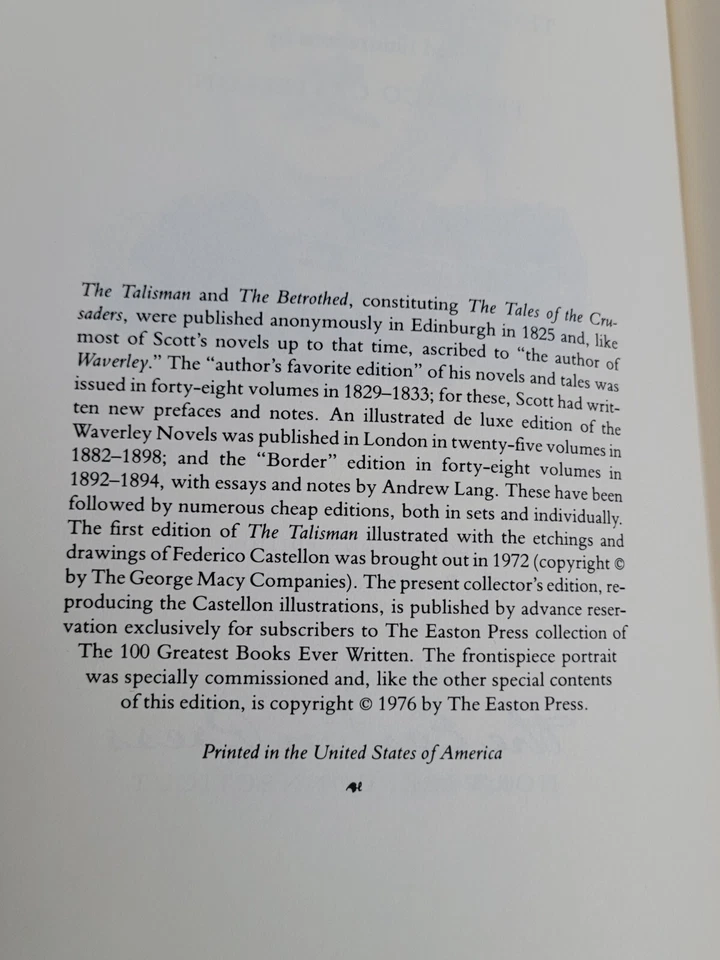 The Talisman and The Betrothed, constituting The Tales of the Cru-
saders, were published anonymously in Edinburgh in 1825 and, like
most of Scott's novels up to that time, ascribed to "the author of
Waverley." The "author's favorite edition" of his novels and tales was
issued in forty-eight volumes in 1829–1833; for these, Scott had writ-
ten new prefaces and notes. An illustrated de luxe edition of the
Waverley Novels was published in London in twenty-five volumes in
1882–1898; and the "Border" edition in forty-eight volumes in
1892–1894, with essays and notes by Andrew Lang. These have been
followed by numerous cheap editions, both in sets and individually.
The first edition of The Talisman illustrated with the etchings and
drawings of Federico Castellon was brought out in 1972 (copyright ©
by The George Macy Companies). The present collector's edition, re-
producing the Castellon illustrations, is published by advance reser-
vation exclusively for subscribers to The Easton Press collection of
The 100 Greatest Books Ever Written. The frontispiece portrait
was specially commissioned and, like the other special contents
of this edition, is copyright © 1976 by The Easton Press.
Printed in the United States of America